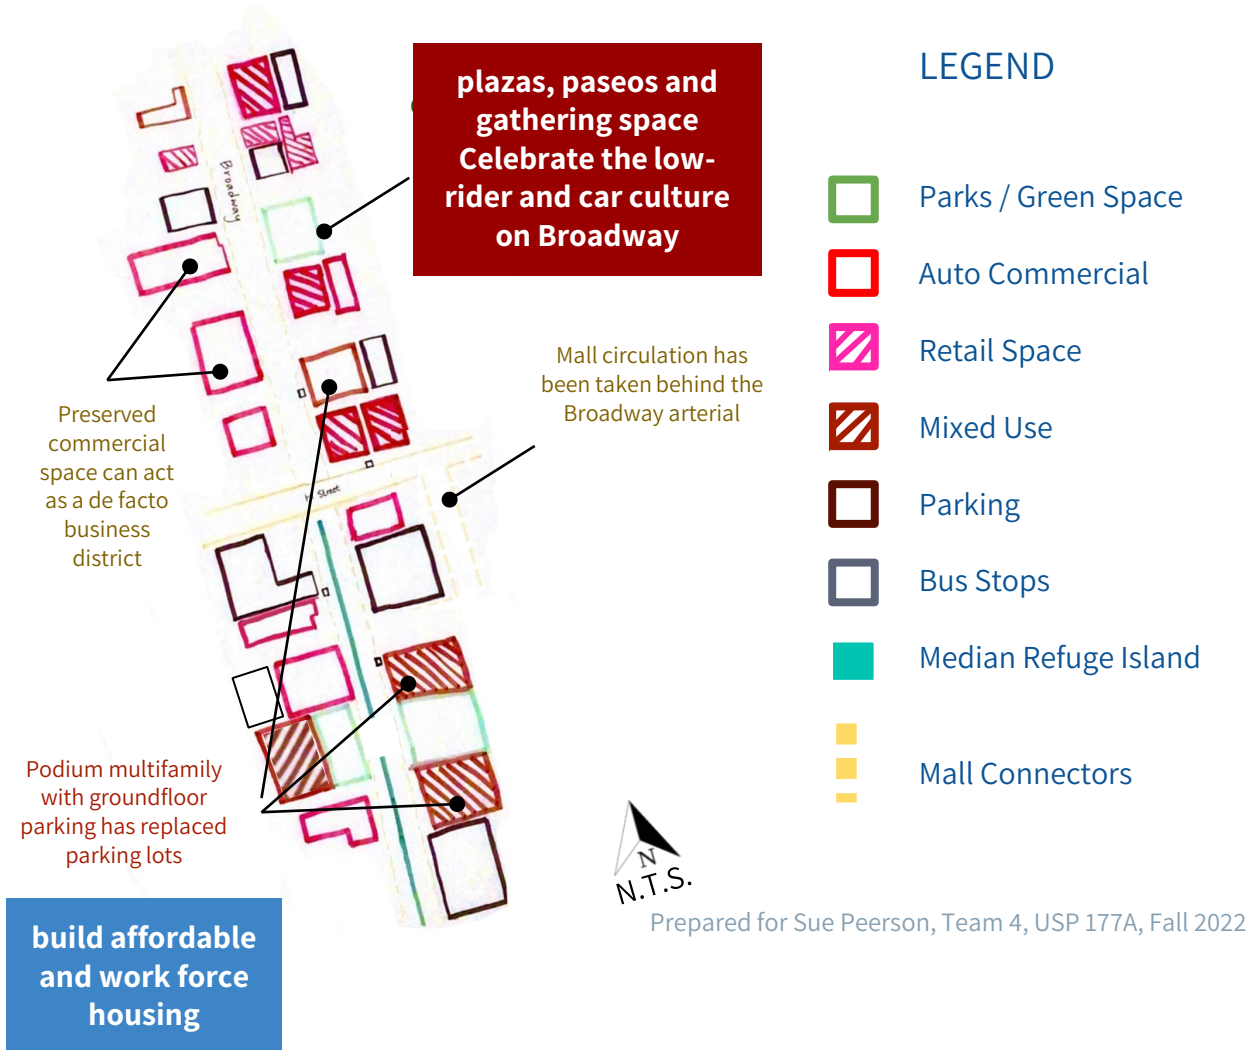 plazas, paseos and
gathering space
Celebrate the low-
rider and car culture
on Broadway
LEGEND
Parks / Green Space
Auto Commercial
Retail Space
Mixed Use
Parking
Bus Stops
Median Refuge Island
Mall Connectors
Broadway
Mall circulation has
been taken behind the
Broadway arterial
Preserved
commercial
space can act
as a de facto
business
district
Street
Podium multifamily
with groundfloor
parking has replaced
parking lots
build affordable
and work force
housing
N
N.T.S.
Prepared for Sue Peerson, Team 4, USP 177A, Fall 2022